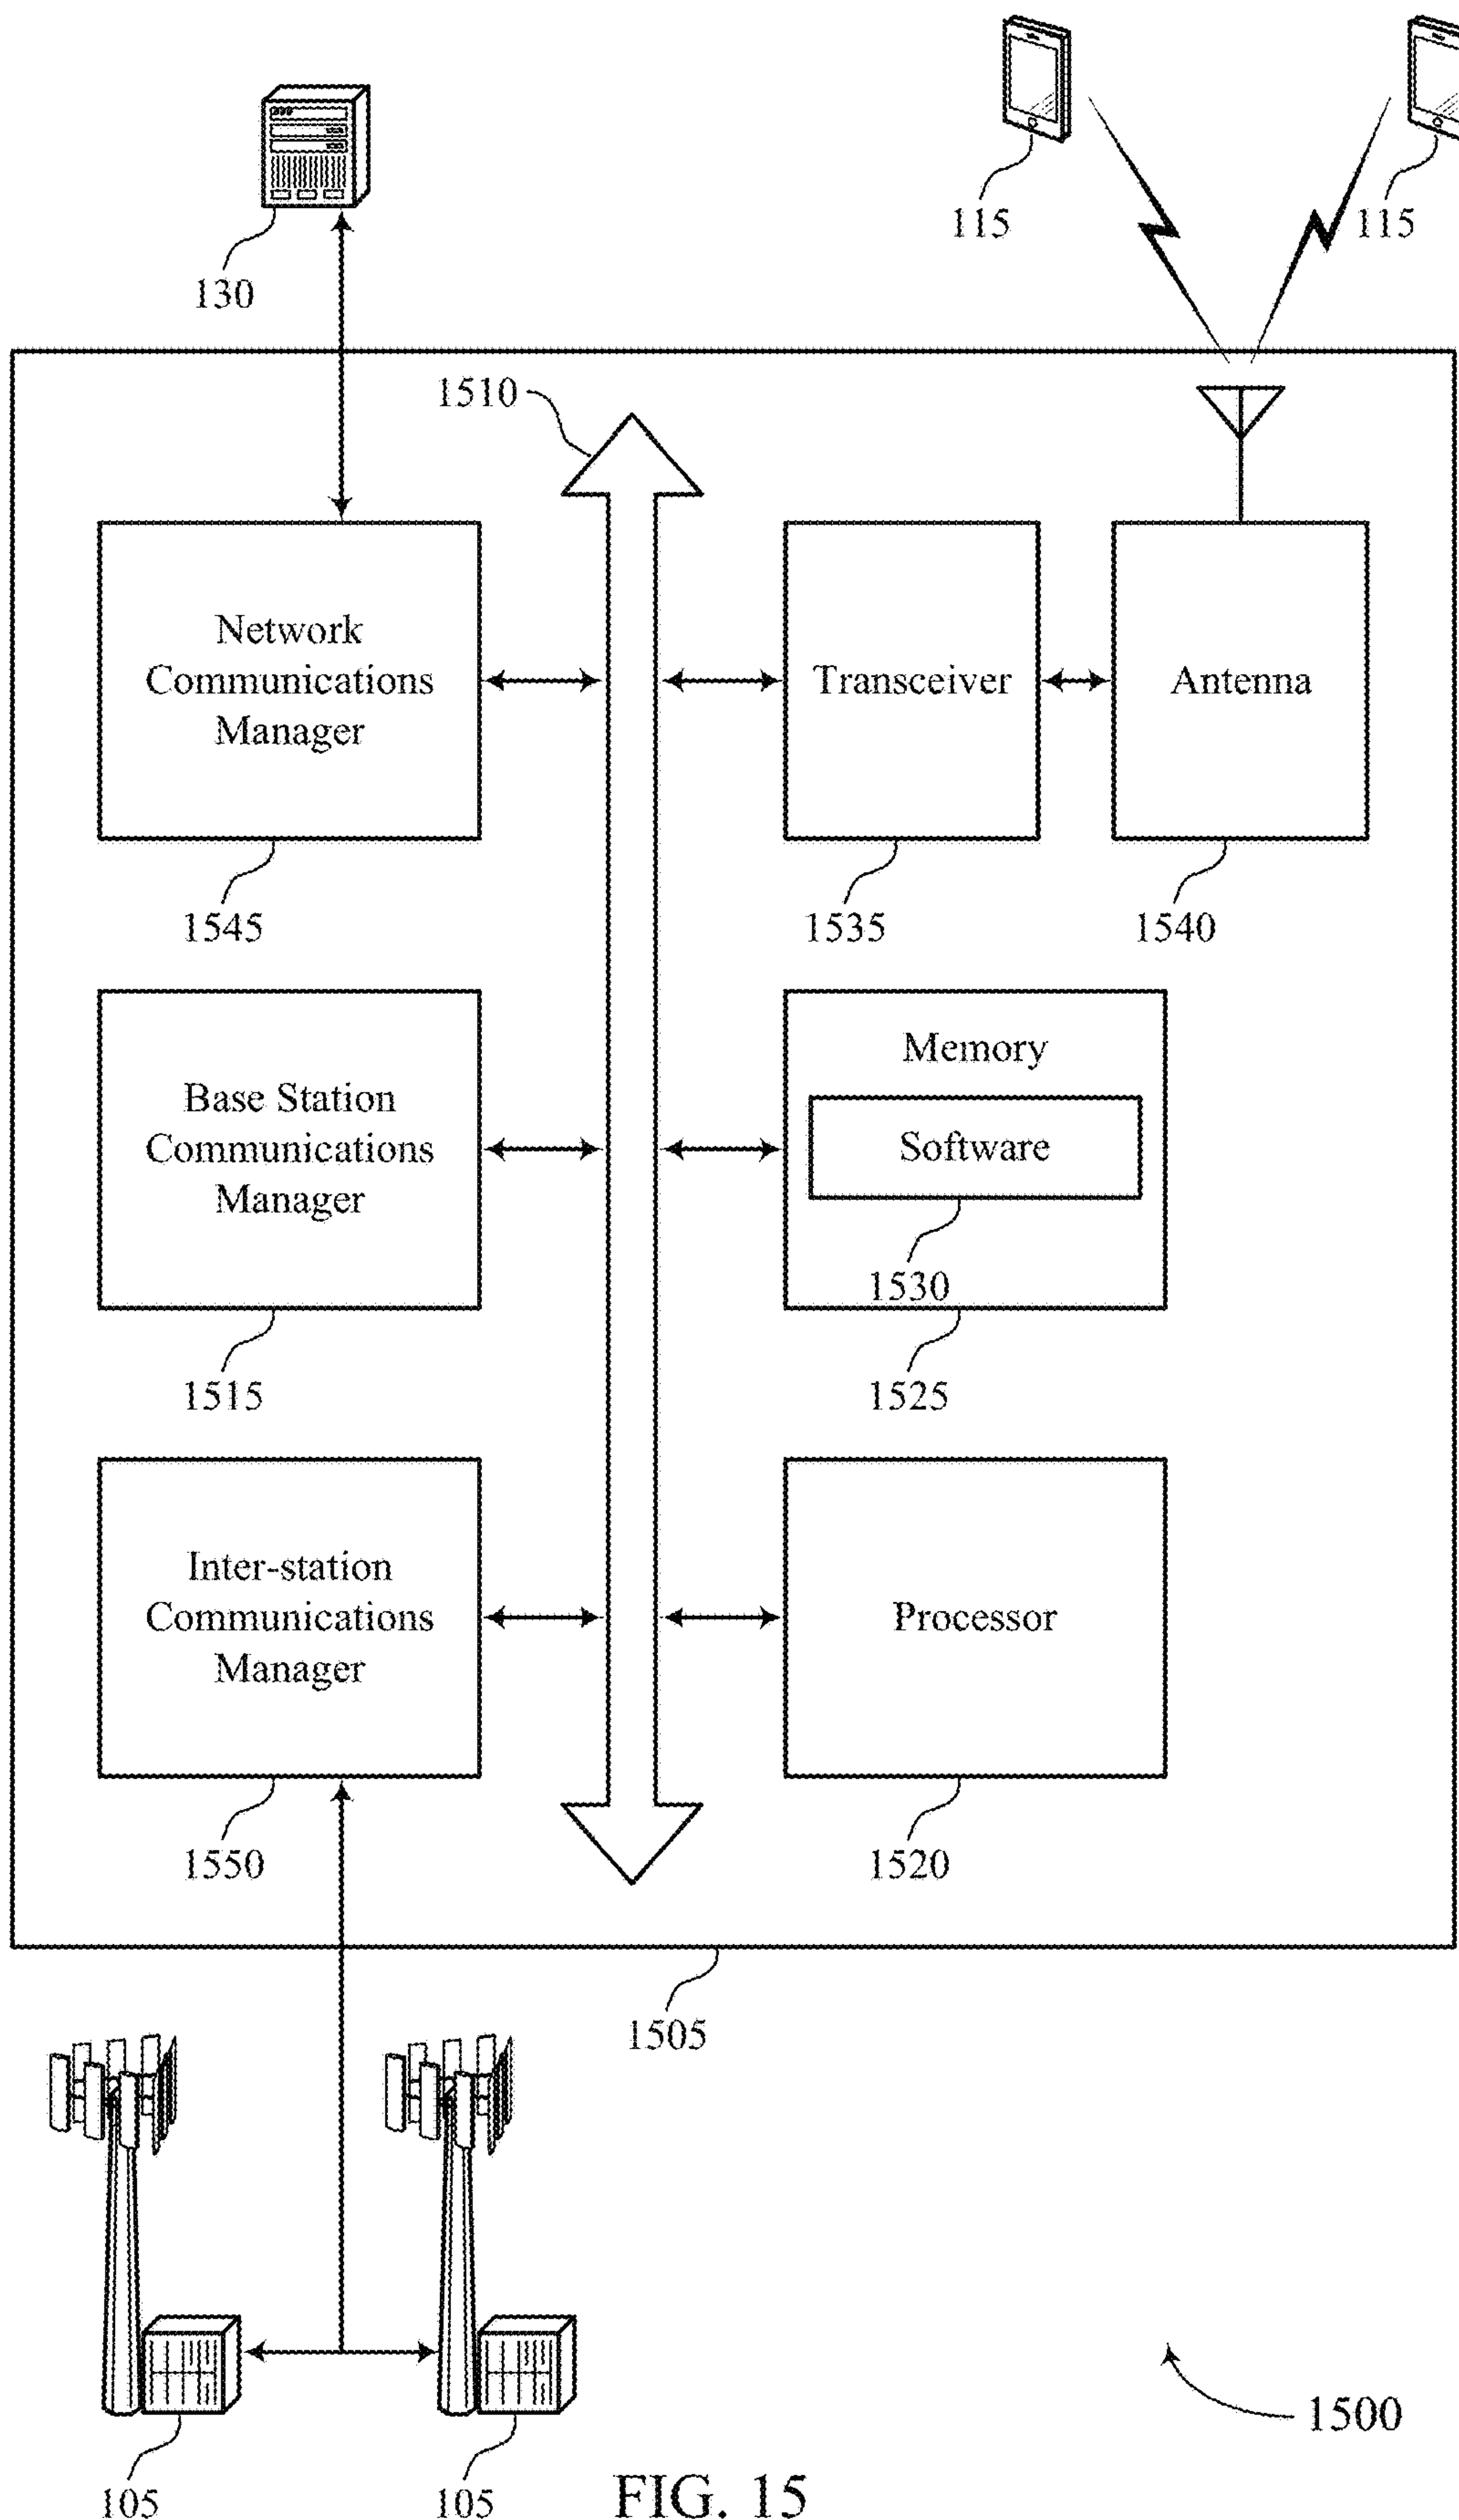 115
115
130
1510
Network
Communications
Manager
Transceiver
Antenna
1545
1535
1540
Base Station
Communications
Manager
Memory
Software
1530
1515
1525
Inter-station
Communications
Manager
Processor
1550
1520
1505
1500
105
105
FIG. 15